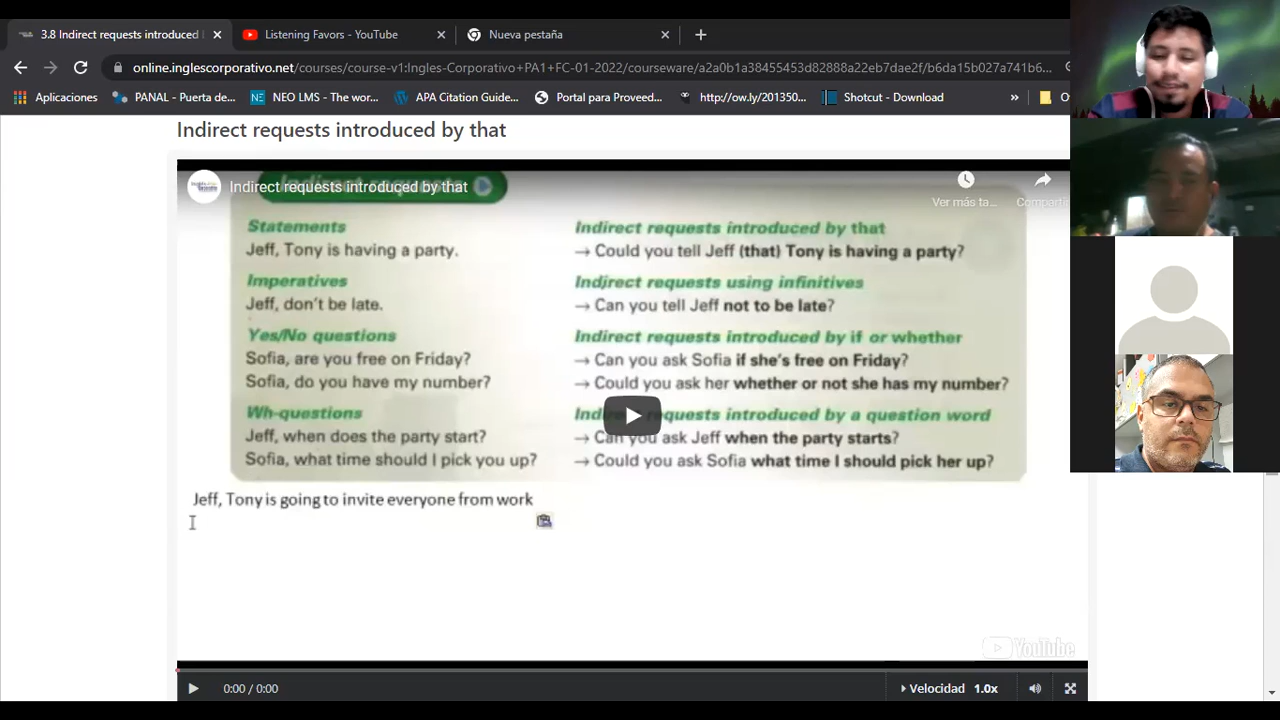 3.8 Indirect requests introduced
Listening Favors - YouTube
Nueva pestaña
online.inglescorporativo.net/courses/course-v1:Ingles-Corporativo+PA1+FC-01-2022/courseware/a2a0b1a38455453d82888a22eb7dae2f/b6da15b027a741b6...
Aplicaciones
PANAL - Puerta de...
NEO LMS - The wor...
APA Citation Guide...
Portal para Proveed...
http://ow.ly/201350...
Shotcut - Download
»
Indirect requests introduced by that
Indirect requests introduced by that
Ver más ta...
Statements
Jeff, Tony is having a party.
Imperatives
Jeff, don't be late.
Yes/No questions
Sofia, are you free on Friday?
Sofia, do you have my number?
Wh-questions
Jeff, when does the party start?
Sofia, what time should I pick you up?
Indirect requests introduced by that
→ Could you tell Jeff (that) Tony is having a party?
Indirect requests using infinitives
→ Can you tell Jeff not to be late?
Indirect requests introduced by if or whether
→ Can you ask Sofia if she's free on Friday?
→ Could you ask her whether or not she has my number?
Indirect requests introduced by a question word
→ Can you ask Jeff when the party starts?
→ Could you ask Sofia what time I should pick her up?
Jeff, Tony is going to invite everyone from work
YouTube
0:00 / 0:00
Velocidad 1.0x